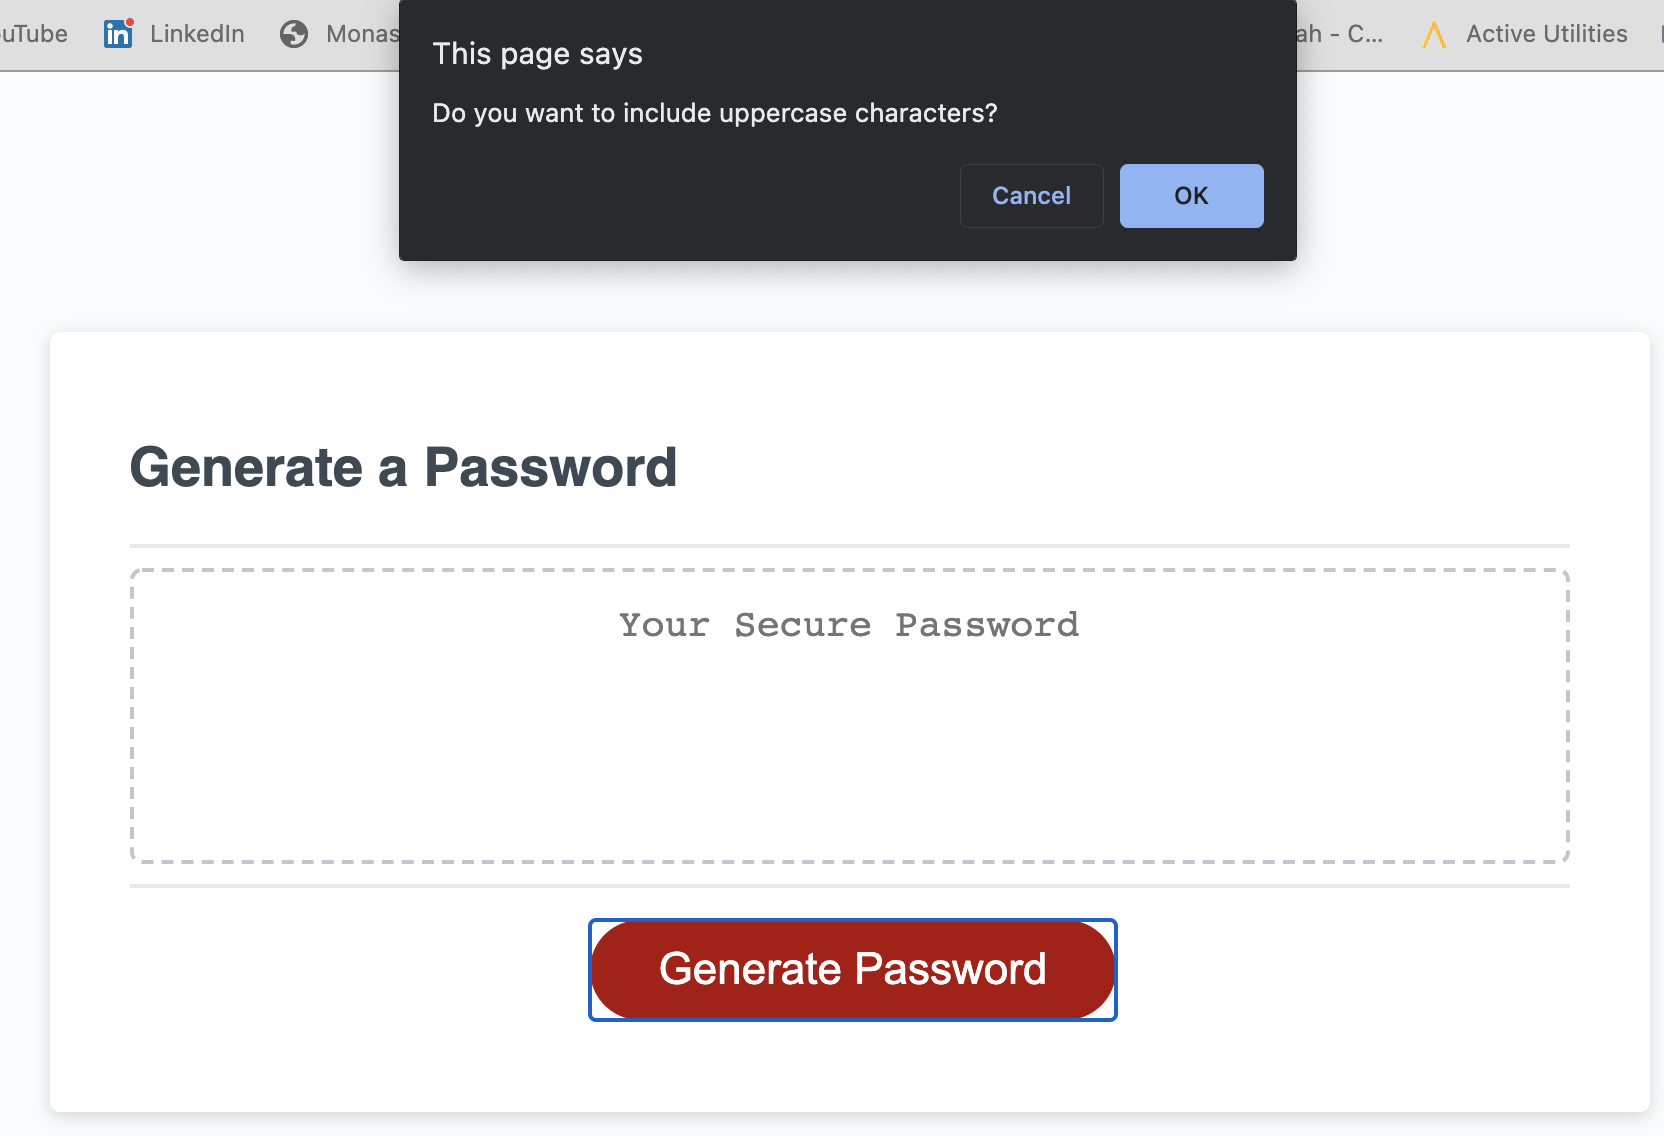 uTube
in
LinkedIn
Monas
ah - C...
Active Utilities
This page says
Do you want to include uppercase characters?
Cancel
OK
Generate a Password
Your Secure Password
Generate Password